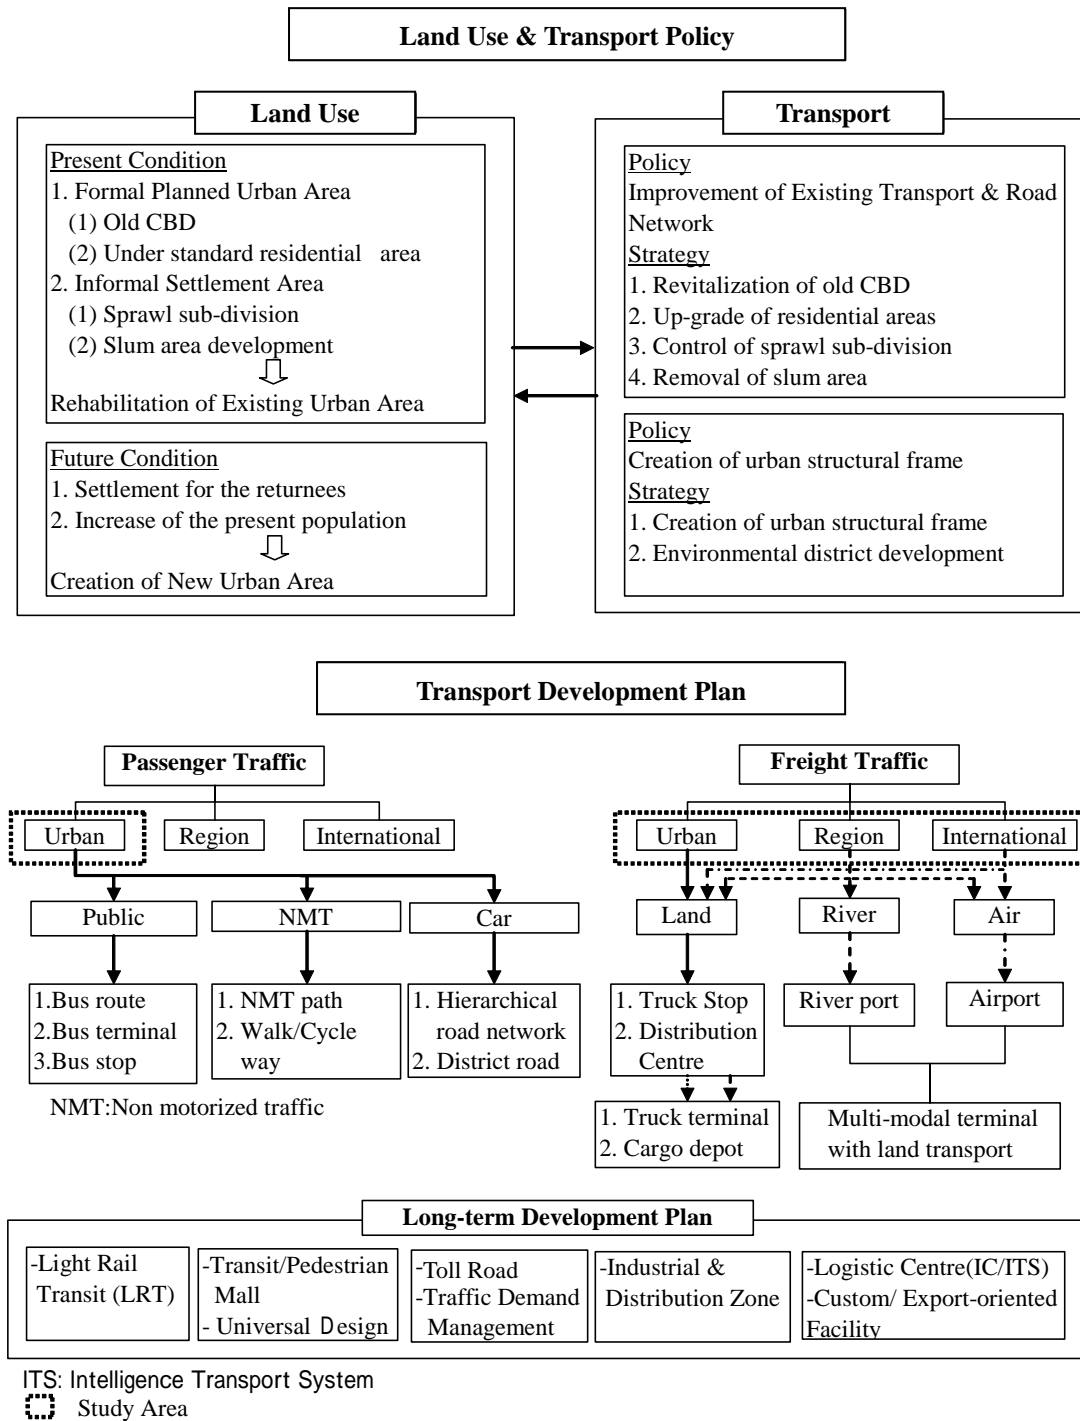 Land Use & Transport Policy
Land Use
Present Condition
1. Formal Planned Urban Area
(1) Old CBD
(2) Under standard residential area
2. Informal Settlement Area
(1) Sprawl sub-division
(2) Slum area development
Rehabilitation of Existing Urban Area
Future Condition
1. Settlement for the returnees
2. Increase of the present population
Creation of New Urban Area
Transport
Policy
Improvement of Existing Transport & Road
Network
Strategy
1. Revitalization of old CBD
2. Up-grade of residential areas
3. Control of sprawl sub-division
4. Removal of slum area
Policy
Creation of urban structural frame
Strategy
1. Creation of urban structural frame
2. Environmental district development
Transport Development Plan
Passenger Traffic
Urban
Region
International
Public
NMT
Car
1.Bus route
2.Bus terminal
3.Bus stop
1. NMT path
2. Walk/Cycle
way
1. Hierarchical
road network
2. District road
NMT:Non motorized traffic
Freight Traffic
Urban
Region
International
Land
River
Air
1. Truck Stop
2. Distribution
Centre
River port
Airport
1. Truck terminal
2. Cargo depot
Multi-modal terminal
with land transport
Long-term Development Plan
-Light Rail
Transit (LRT)
-Transit/Pedestrian
Mall
- Universal Design
-Toll Road
-Traffic Demand
Management
-Industrial &
Distribution Zone
-Logistic Centre(IC/ITS)
-Custom/ Export-oriented
Facility
ITS: Intelligence Transport System
Study Area